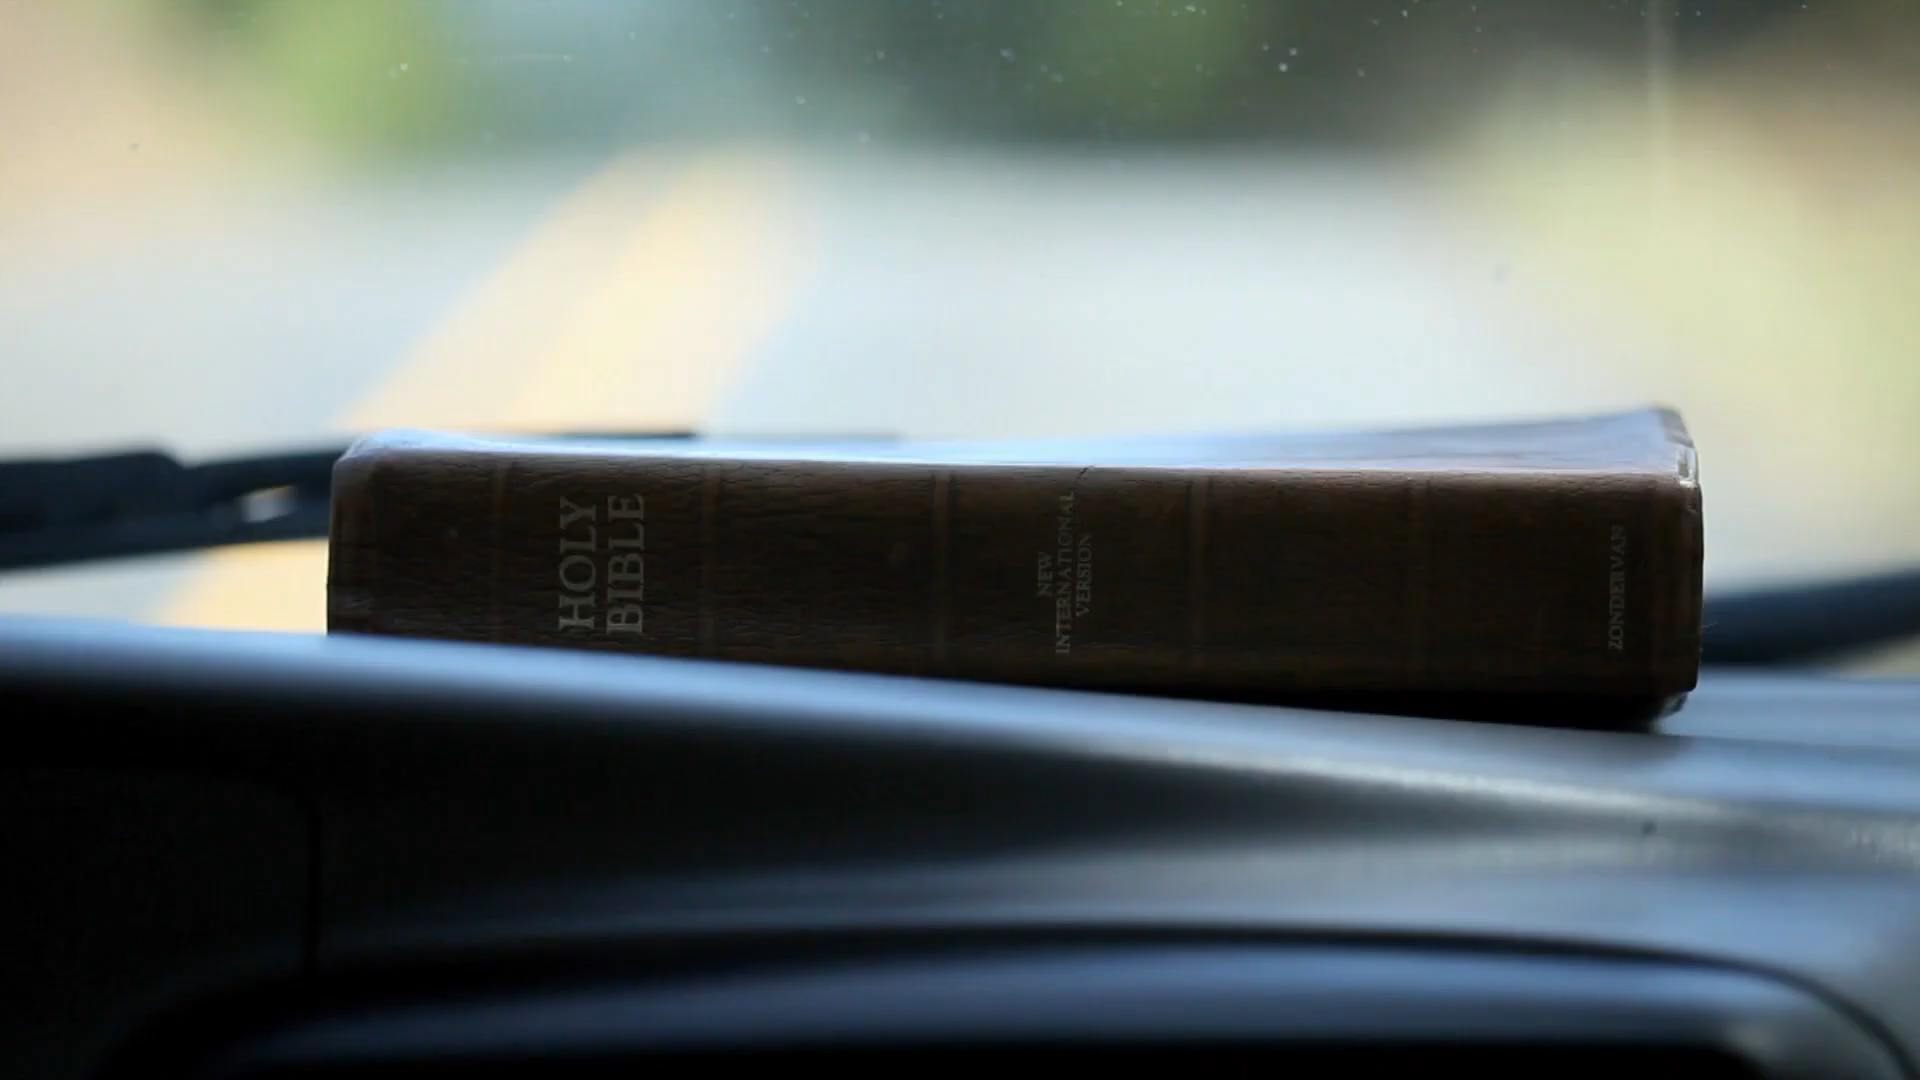 HOLY
BIBLE
NEW
INTERNATIONAL
VERSION
ZONDERVAN